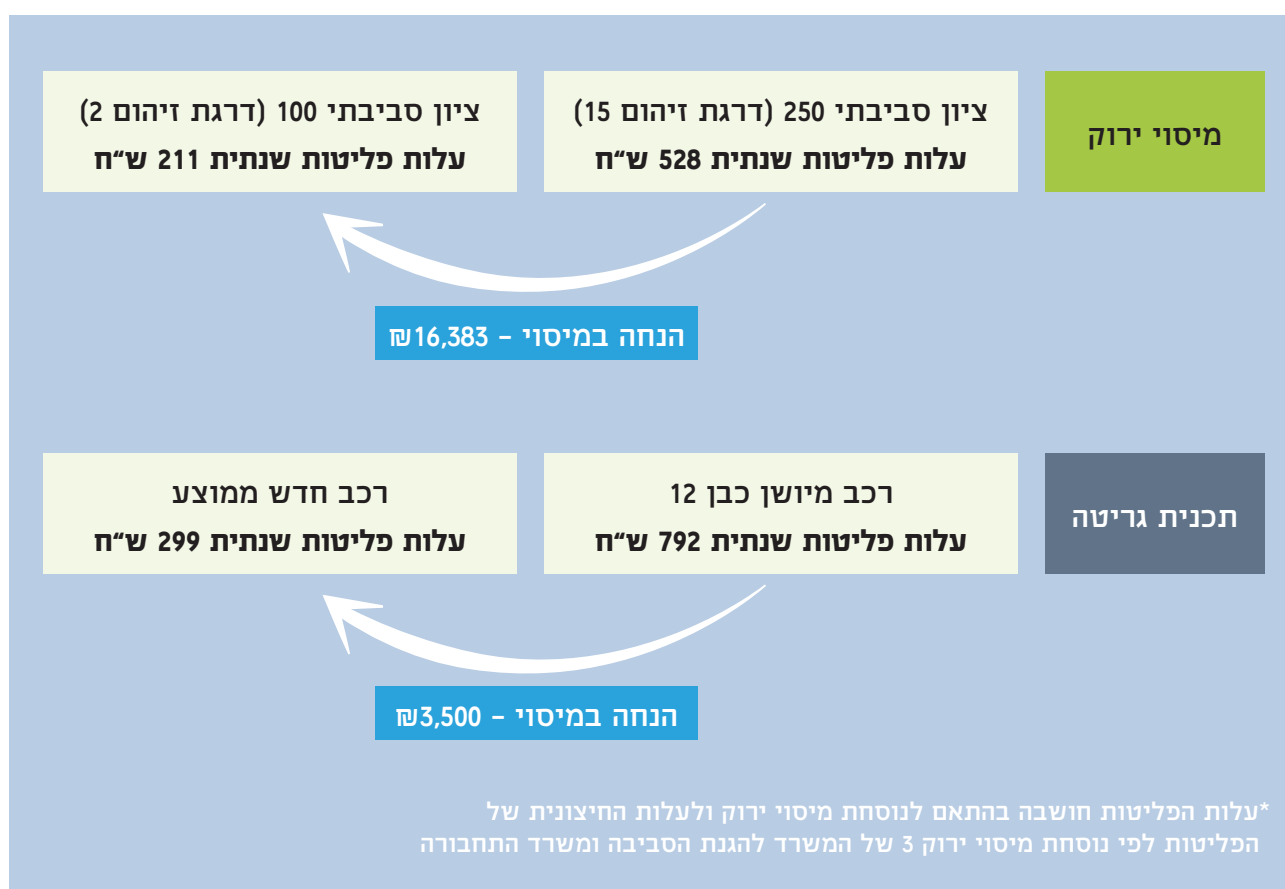 מיסוי ירוק
ציון סביבתי 250 (דרגת זיהום 15)
עלות פליטות שנתית 528 ש"ח
ציון סביבתי 100 (דרגת זיהום 2)
עלות פליטות שנתית 211 ש"ח
הנחה במיסוי – 16,383₪
תכנית גריטה
רכב מיושן כבן 12
עלות פליטות שנתית 792 ש"ח
רכב חדש ממוצע
עלות פליטות שנתית 299 ש"ח
הנחה במיסוי – 3,500₪
*עלות הפליטות חושבה בהתאם לנוסחת מיסוי ירוק ולעלות החיצונית של
הפליטות לפי נוסחת מיסוי ירוק 3 של המשרד להגנת הסביבה ומשרד התחבורה